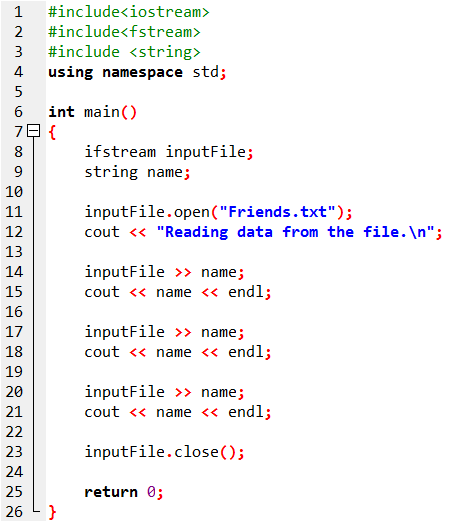 1 #include<iostream>
2 #include<fstream>
3 #include <string>
4 using namespace std;
5
6 int main()
7 {
8     ifstream inputFile;
9     string name;
10
11     inputFile.open("Friends.txt");
12     cout << "Reading data from the file.\n";
13
14     inputFile >> name;
15     cout << name << endl;
16
17     inputFile >> name;
18     cout << name << endl;
19
20     inputFile >> name;
21     cout << name << endl;
22
23     inputFile.close();
24
25     return 0;
26 }